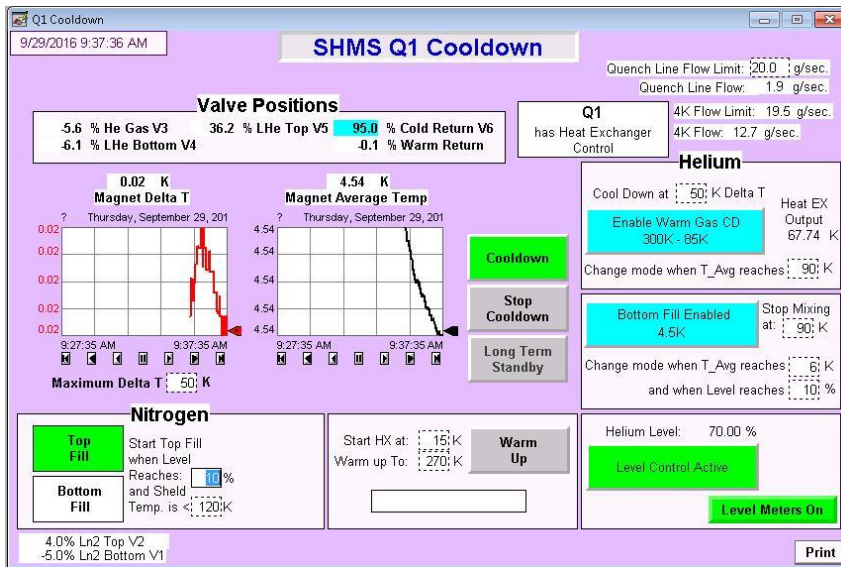 Q1 Cooldown
9/29/2016 9:37:36 AM
SHMS Q1 Cooldown
Quench Line Flow Limit: 20.0 g/sec.
Quench Line Flow: 1.9 g/sec.
Valve Positions
-5.6 % He Gas V3 36.2 % LHe Top V5 95.0 % Cold Return V6
-6.1 % LHe Bottom V4 -0.1 % Warm Return
Q1
has Heat Exchanger
Control
4K Flow Limit: 19.5 g/sec.
4K Flow: 12.7 g/sec.
0.02 K
Magnet Delta T
? Thursday, September 29, 201
0.02
0.02
0.02
0.02
0.02
9:27:35 AM 9:37:35 AM
Maximum Delta T 50 K
4.54 K
Magnet Average Temp
? Thursday, September 29, 201
4.54
4.54
4.54
4.54
4.54
9:27:35 AM 9:37:35 AM
Cooldown
Stop
Cooldown
Long Term
Standby
Helium
Cool Down at 50 K Delta T
Enable Warm Gas CD
300K - 85K
Heat EX
Output
67.74 K
Change mode when T_Avg reaches 90 K
Bottom Fill Enabled
4.5K
Stop Mixing
at: 90 K
Change mode when T_Avg reaches 6 K
and when Level reaches 10 %
Nitrogen
Top
Fill
Bottom
Fill
Start Top Fill
when Level
Reaches: 10 %
and Sheld
Temp. is < 120 K
Start HX at: 15 K
Warm up To: 270 K
Warm
Up
Helium Level: 70.00 %
Level Control Active
Level Meters On
4.0% Ln2 Top V2
-5.0% Ln2 Bottom V1
Print